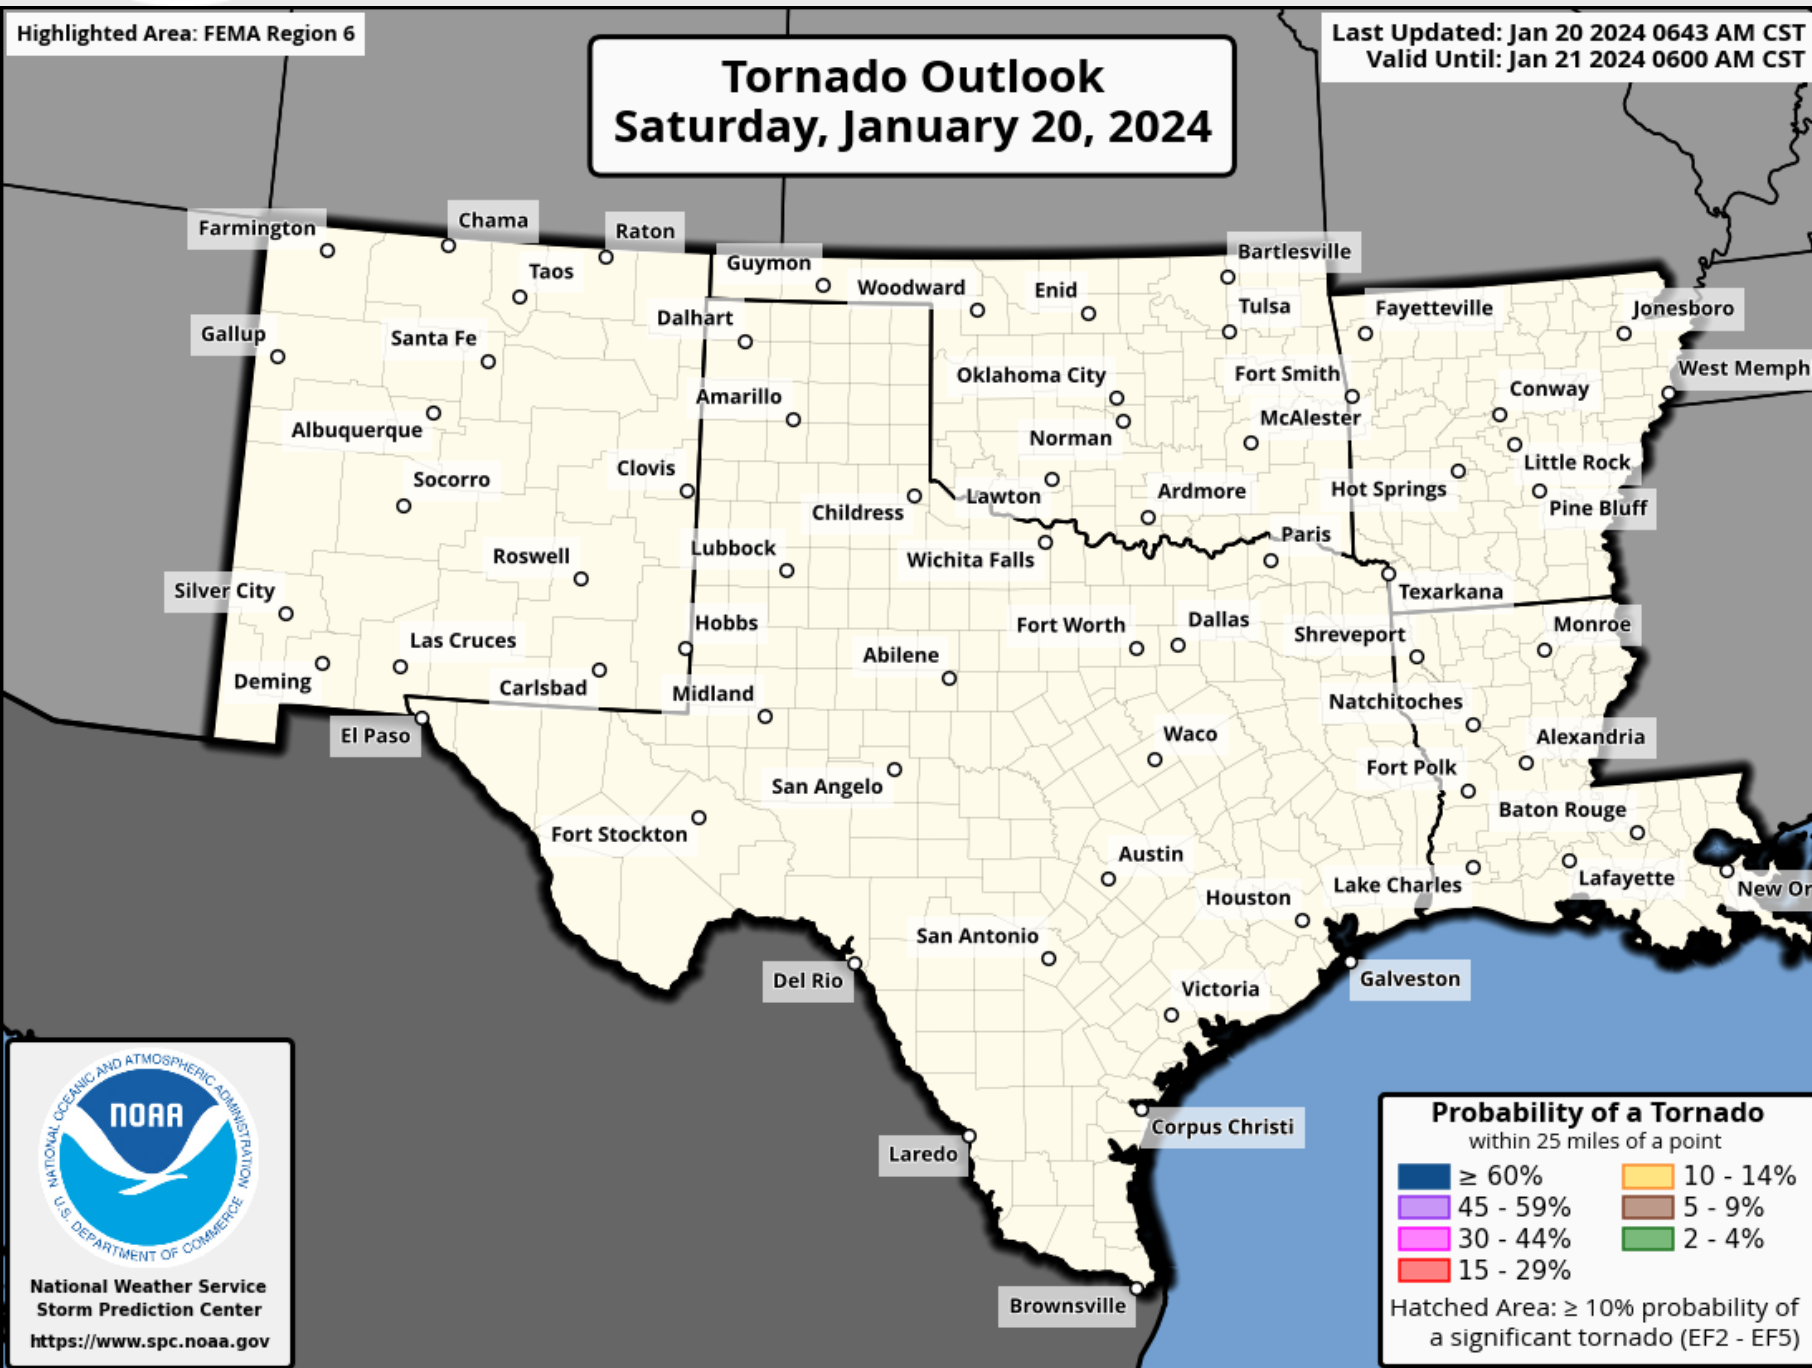 Highlighted Area: FEMA Region 6
Last Updated: Jan 20 2024 0643 AM CST
Valid Until: Jan 21 2024 0600 AM CST
Tornado Outlook
Saturday, January 20, 2024
Farmington
Chama
Raton
Taos
Guymon
Woodward
Enid
Bartlesville
Tulsa
Fayetteville
Jonesboro
Gallup
Santa Fe
Dalhart
Oklahoma City
Fort Smith
West Memph
Amarillo
Conway
Albuquerque
Norman
McAlester
Socorro
Clovis
Little Rock
Childress
Lawton
Ardmore
Hot Springs
Pine Bluff
Roswell
Lubbock
Wichita Falls
Paris
Silver City
Texarkana
Las Cruces
Hobbs
Fort Worth
Dallas
Shreveport
Monroe
Deming
Carlsbad
Midland
Abilene
Natchitoches
El Paso
Waco
Alexandria
San Angelo
Fort Polk
Fort Stockton
Baton Rouge
Austin
Houston
Lake Charles
Lafayette
New Or
San Antonio
Del Rio
Victoria
Galveston
Corpus Christi
Laredo
Brownsville
NATIONAL OCEANIC AND ATMOSPHERIC ADMINISTRATION
NOAA
U.S. DEPARTMENT OF COMMERCE
National Weather Service
Storm Prediction Center
https://www.spc.noaa.gov
Probability of a Tornado
within 25 miles of a point
≥ 60% 10 - 14%
45 - 59% 5 - 9%
30 - 44% 2 - 4%
15 - 29%
Hatched Area: ≥ 10% probability of
a significant tornado (EF2 - EF5)